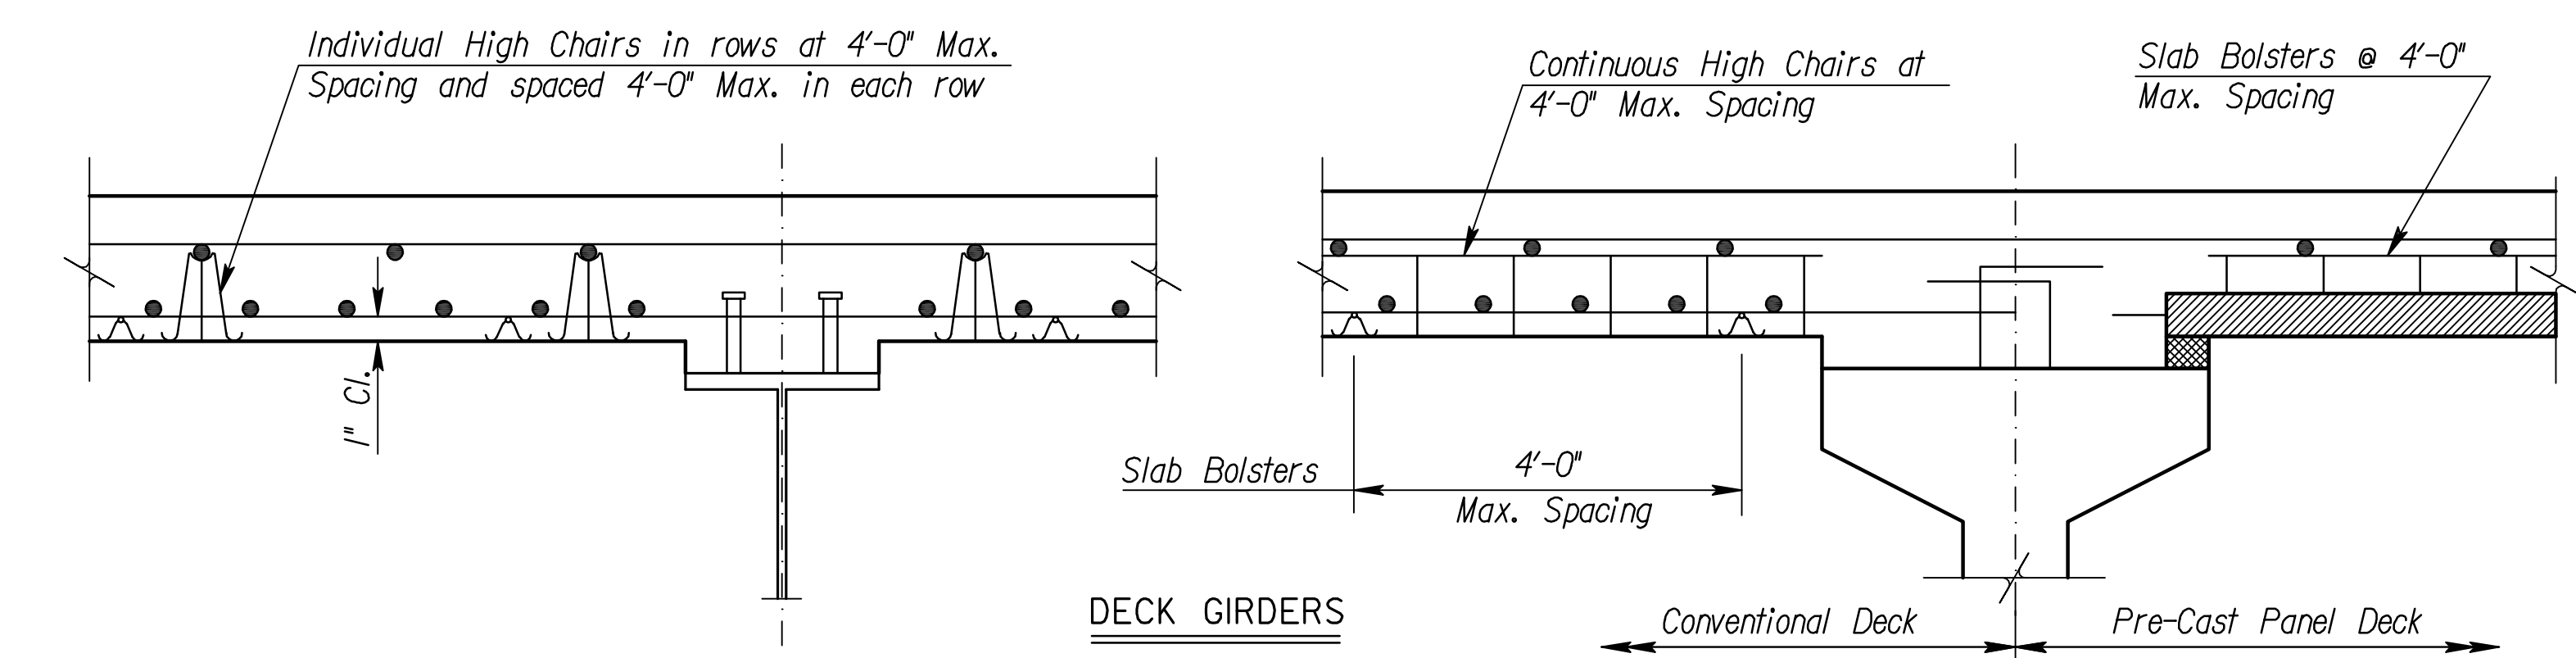 Individual High Chairs in rows at 4'-0" Max.
Spacing and spaced 4'-0" Max. in each row
Continuous High Chairs at
4'-0" Max. Spacing
Slab Bolsters @ 4'-0"
Max. Spacing
1" Cl.
Slab Bolsters
4'-0"
Max. Spacing
DECK GIRDERS
Conventional Deck
Pre-Cast Panel Deck